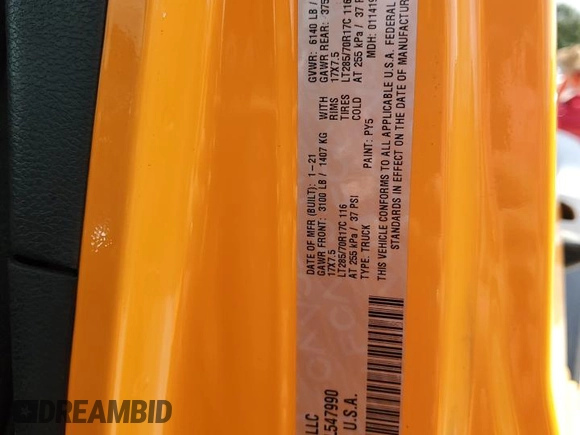 LLC
L547990
U.S.A.
DATE OF MFR (BUILT): 1-21
GVWR: 6140 LB /
GAWR FRONT: 3100 LB / 1407 KG WITH
GAWR REAR:
17X7.5 RIMS
17X7.5
LT285/70R17C 116 TIRES
LT285/70R17C 116
AT 255 kPa / 37 PSI COLD
AT 255 kPa / 37
TYPE: TRUCK PAINT: PY5
MDH:
THIS VEHICLE CONFORMS TO ALL APPLICABLE U.S.A. FEDERAL
STANDARDS IN EFFECT ON THE DATE OF MANUFACTUR
DREAMBID